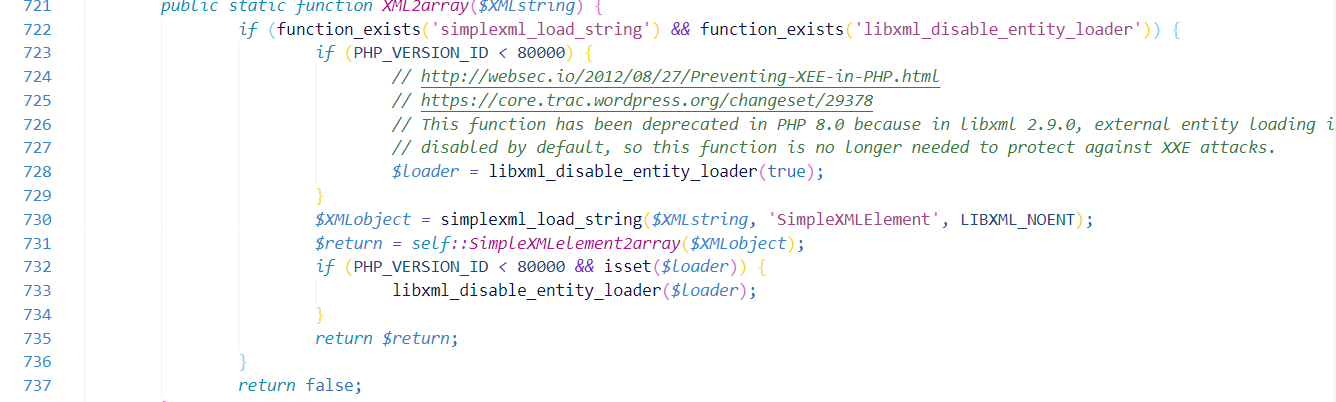 721 public static function XML2array($XMLstring) {
722 if (function_exists('simplexml_load_string') && function_exists('libxml_disable_entity_loader')) {
723 if (PHP_VERSION_ID < 80000) {
724 // http://websec.io/2012/08/27/Preventing-XEE-in-PHP.html
725 // https://core.trac.wordpress.org/changeset/29378
726 // This function has been deprecated in PHP 8.0 because in libxml 2.9.0, external entity loading i
727 // disabled by default, so this function is no longer needed to protect against XXE attacks.
728 $loader = libxml_disable_entity_loader(true);
729 }
730 $XMLobject = simplexml_load_string($XMLstring, 'SimpleXMLElement', LIBXML_NOENT);
731 $return = self::SimpleXMLelement2array($XMLobject);
732 if (PHP_VERSION_ID < 80000 && isset($loader)) {
733 libxml_disable_entity_loader($loader);
734 }
735 return $return;
736 }
737 return false;